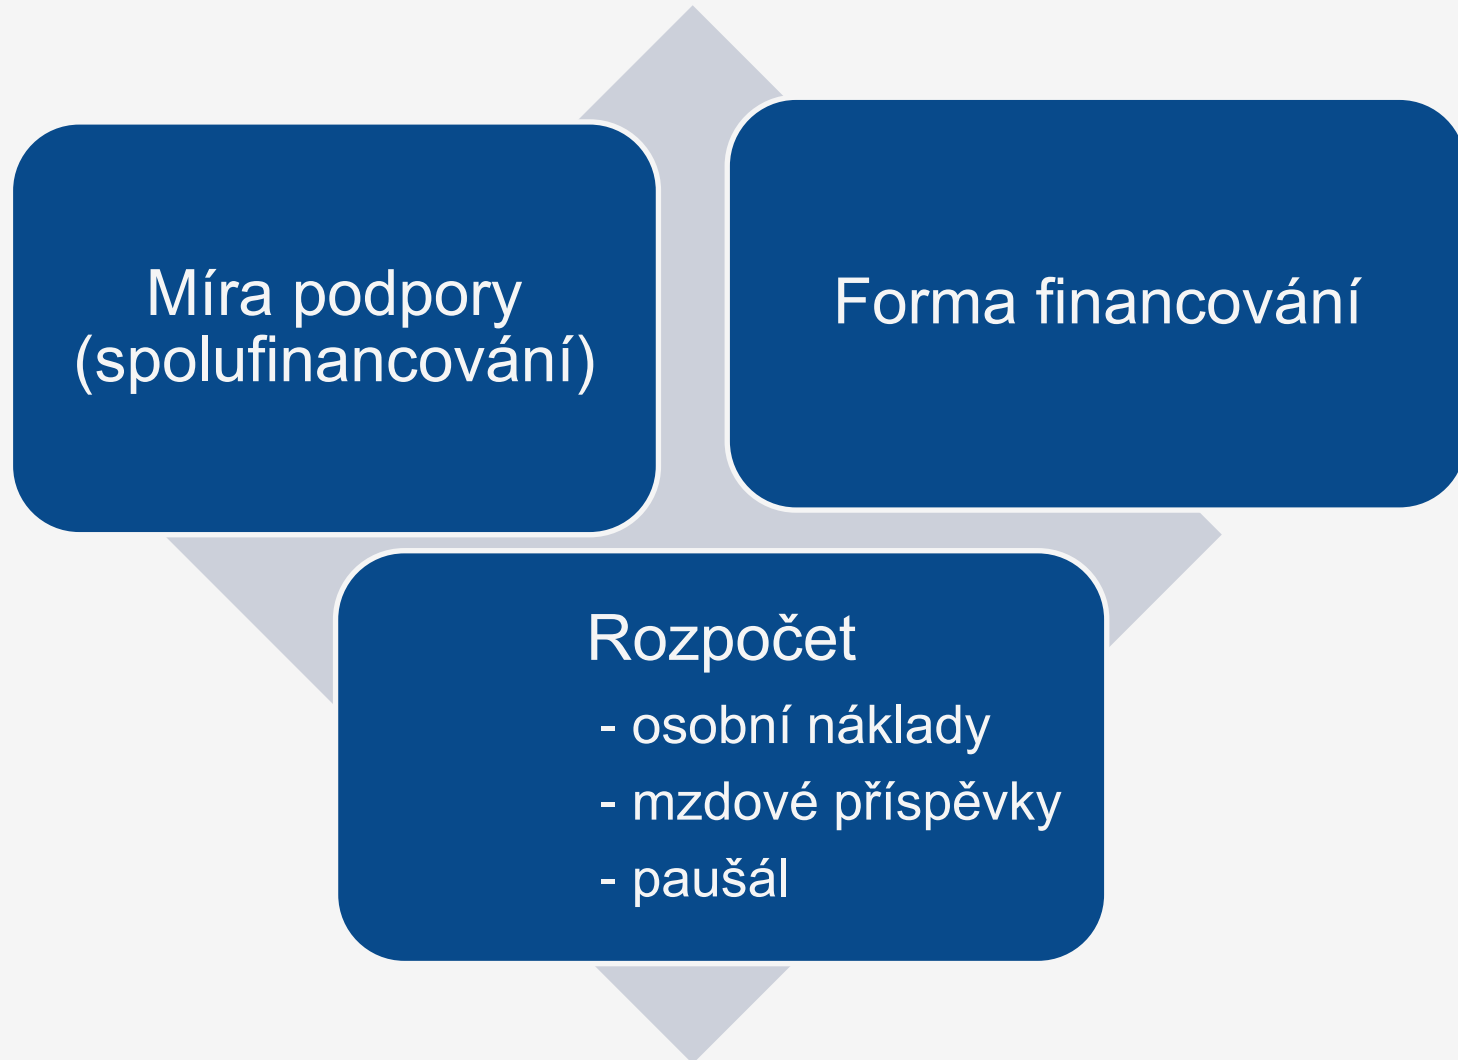 Míra podpory
(spolufinancování)
Forma financování
Rozpočet
- osobní náklady
- mzdové příspěvky
- paušál